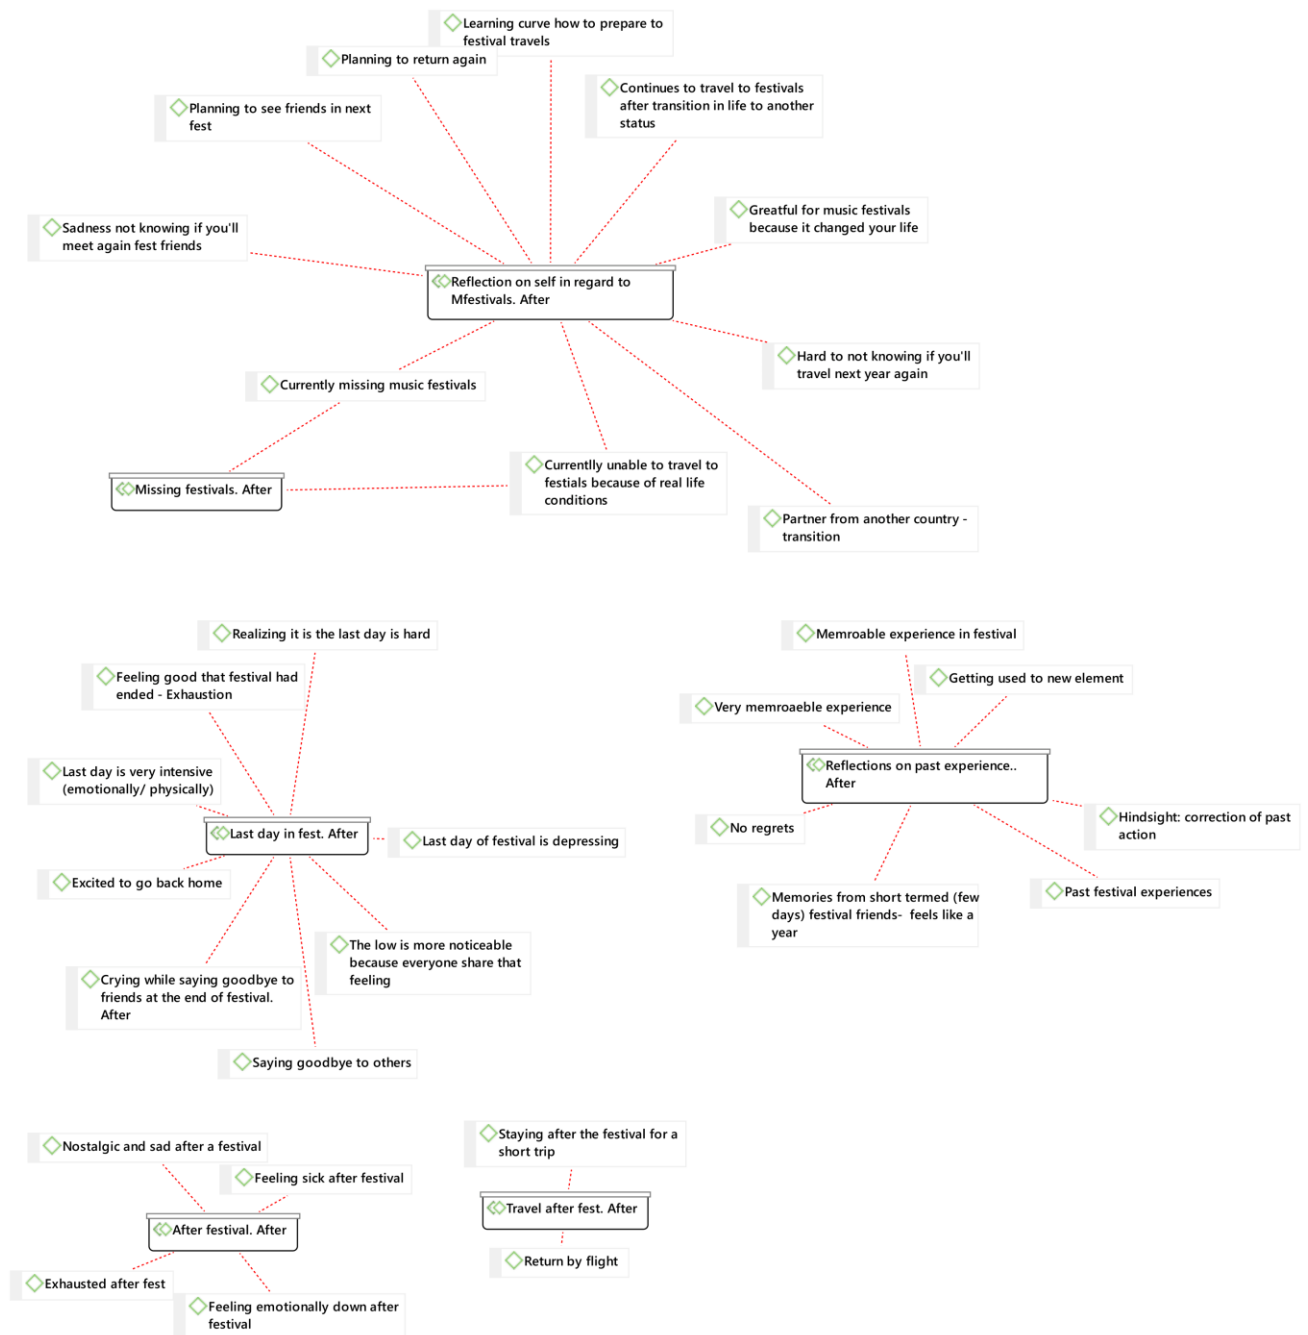 Learning curve how to prepare to
festival travels
Planning to return again
Continues to travel to festivals
after transition in life to another
status
Planning to see friends in next
fest
Greatful for music festivals
because it changed your life
Sadness not knowing if you'll
meet again fest friends
Reflection on self in regard to
Mfestivals. After
Hard to not knowing if you'll
travel next year again
Currently missing music festivals
Currentlly unable to travel to
festials because of real life
conditions
Missing festivals. After
Partner from another country -
transition
Realizing it is the last day is hard
Feeling good that festival had
ended - Exhaustion
Last day is very intensive
(emotionally/ physically)
Last day in fest. After
Last day of festival is depressing
Excited to go back home
The low is more noticeable
because everyone share that
feeling
Crying while saying goodbye to
friends at the end of festival.
After
Saying goodbye to others
Memroable experience in festival
Getting used to new element
Very memroaeble experience
Reflections on past experience..
After
No regrets
Hindsight: correction of past
action
Memories from short termed (few
days) festival friends-  feels like a
year
Past festival experiences
Nostalgic and sad after a festival
Feeling sick after festival
After festival. After
Exhausted after fest
Feeling emotionally down after
festival
Staying after the festival for a
short trip
Travel after fest. After
Return by flight